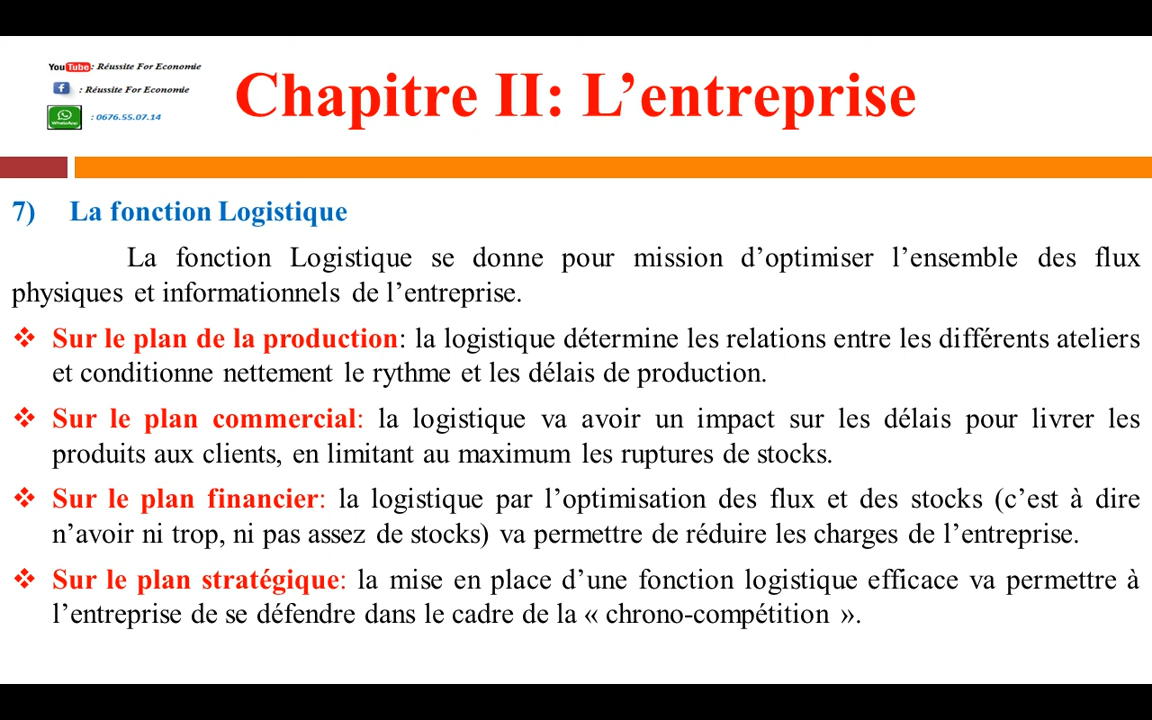 YouTube : Réussite For Economie
: Réussite For Economie
WhatsApp : 0676.55.07.14
Chapitre II: L’entreprise
7) La fonction Logistique
La fonction Logistique se donne pour mission d’optimiser l’ensemble des flux
physiques et informationnels de l’entreprise.
❖ Sur le plan de la production: la logistique détermine les relations entre les différents ateliers
et conditionne nettement le rythme et les délais de production.
❖ Sur le plan commercial: la logistique va avoir un impact sur les délais pour livrer les
produits aux clients, en limitant au maximum les ruptures de stocks.
❖ Sur le plan financier: la logistique par l’optimisation des flux et des stocks (c’est à dire
n’avoir ni trop, ni pas assez de stocks) va permettre de réduire les charges de l’entreprise.
❖ Sur le plan stratégique: la mise en place d’une fonction logistique efficace va permettre à
l’entreprise de se défendre dans le cadre de la « chrono-compétition ».